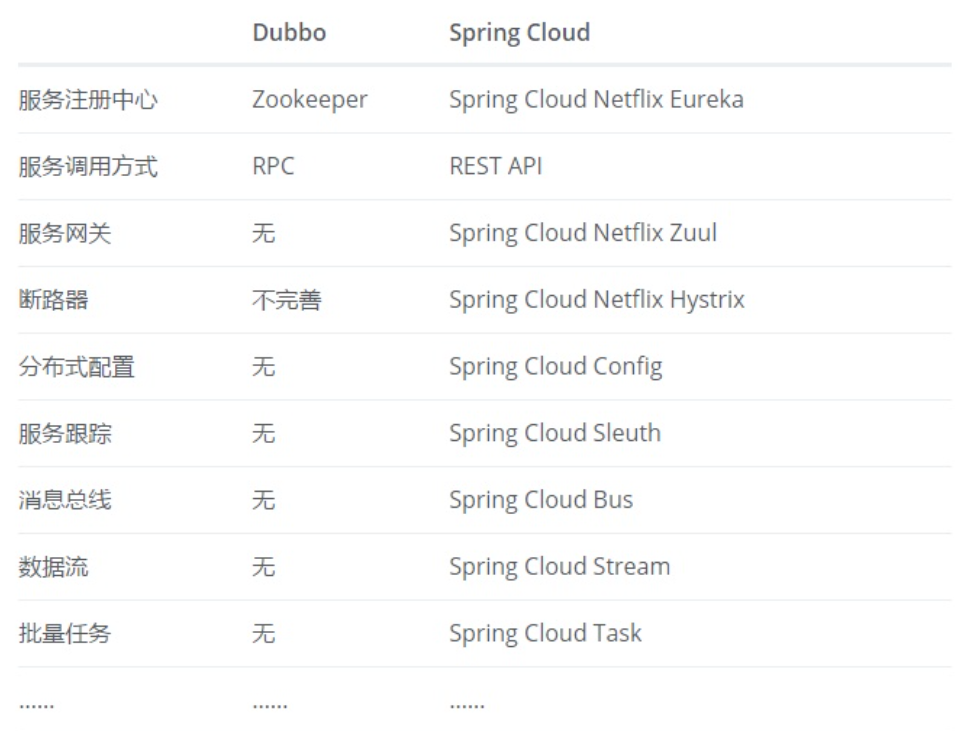 Dubbo Spring Cloud
服务注册中心 Zookeeper Spring Cloud Netflix Eureka
服务调用方式 RPC REST API
服务网关 无 Spring Cloud Netflix Zuul
断路器 不完善 Spring Cloud Netflix Hystrix
分布式配置 无 Spring Cloud Config
服务跟踪 无 Spring Cloud Sleuth
消息总线 无 Spring Cloud Bus
数据流 无 Spring Cloud Stream
批量任务 无 Spring Cloud Task
…… …… ……